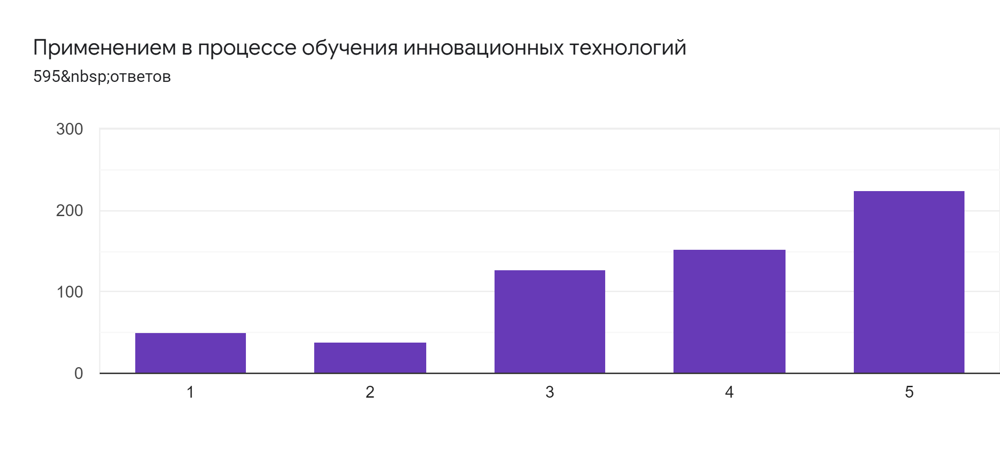 Применением в процессе обучения инновационных технологий
595&nbsp;ответов
300
200
100
0
1 2 3 4 5